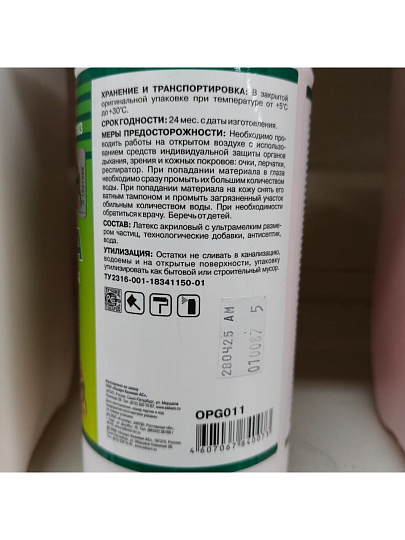 ХРАНЕНИЕ И ТРАНСПОРТИРОВКА: В закрытой
оригинальной упаковке при температуре от +5°С
до +30°С.
СРОК ГОДНОСТИ: 24 мес. с даты изготовления.
МЕРЫ ПРЕДОСТОРОЖНОСТИ: Необходимо про-
водить работы на открытом воздухе с использо-
ванием средств индивидуальной защиты органов
дыхания, зрения и кожных покровов: очки, перчатки,
респиратор. При попадании материала в глаза
необходимо сразу промыть их большим количеством
воды. При попадании материала на кожу снять его
ватным тампоном и промыть загрязненный участок
обильным количеством воды. При необходимости
обратиться к врачу. Беречь от детей.
СОСТАВ: Латекс акриловый с ультрамелким разме-
ром частиц, технологические добавки, антисептик,
вода.
УТИЛИЗАЦИЯ: Остатки не сливать в канализацию,
водоемы и на открытые поверхности, упаковку
утилизировать как бытовой или строительный мусор.
ТУ2316-001-18341150-01
280425 АМ
010087 5
OPG011
4607067840071